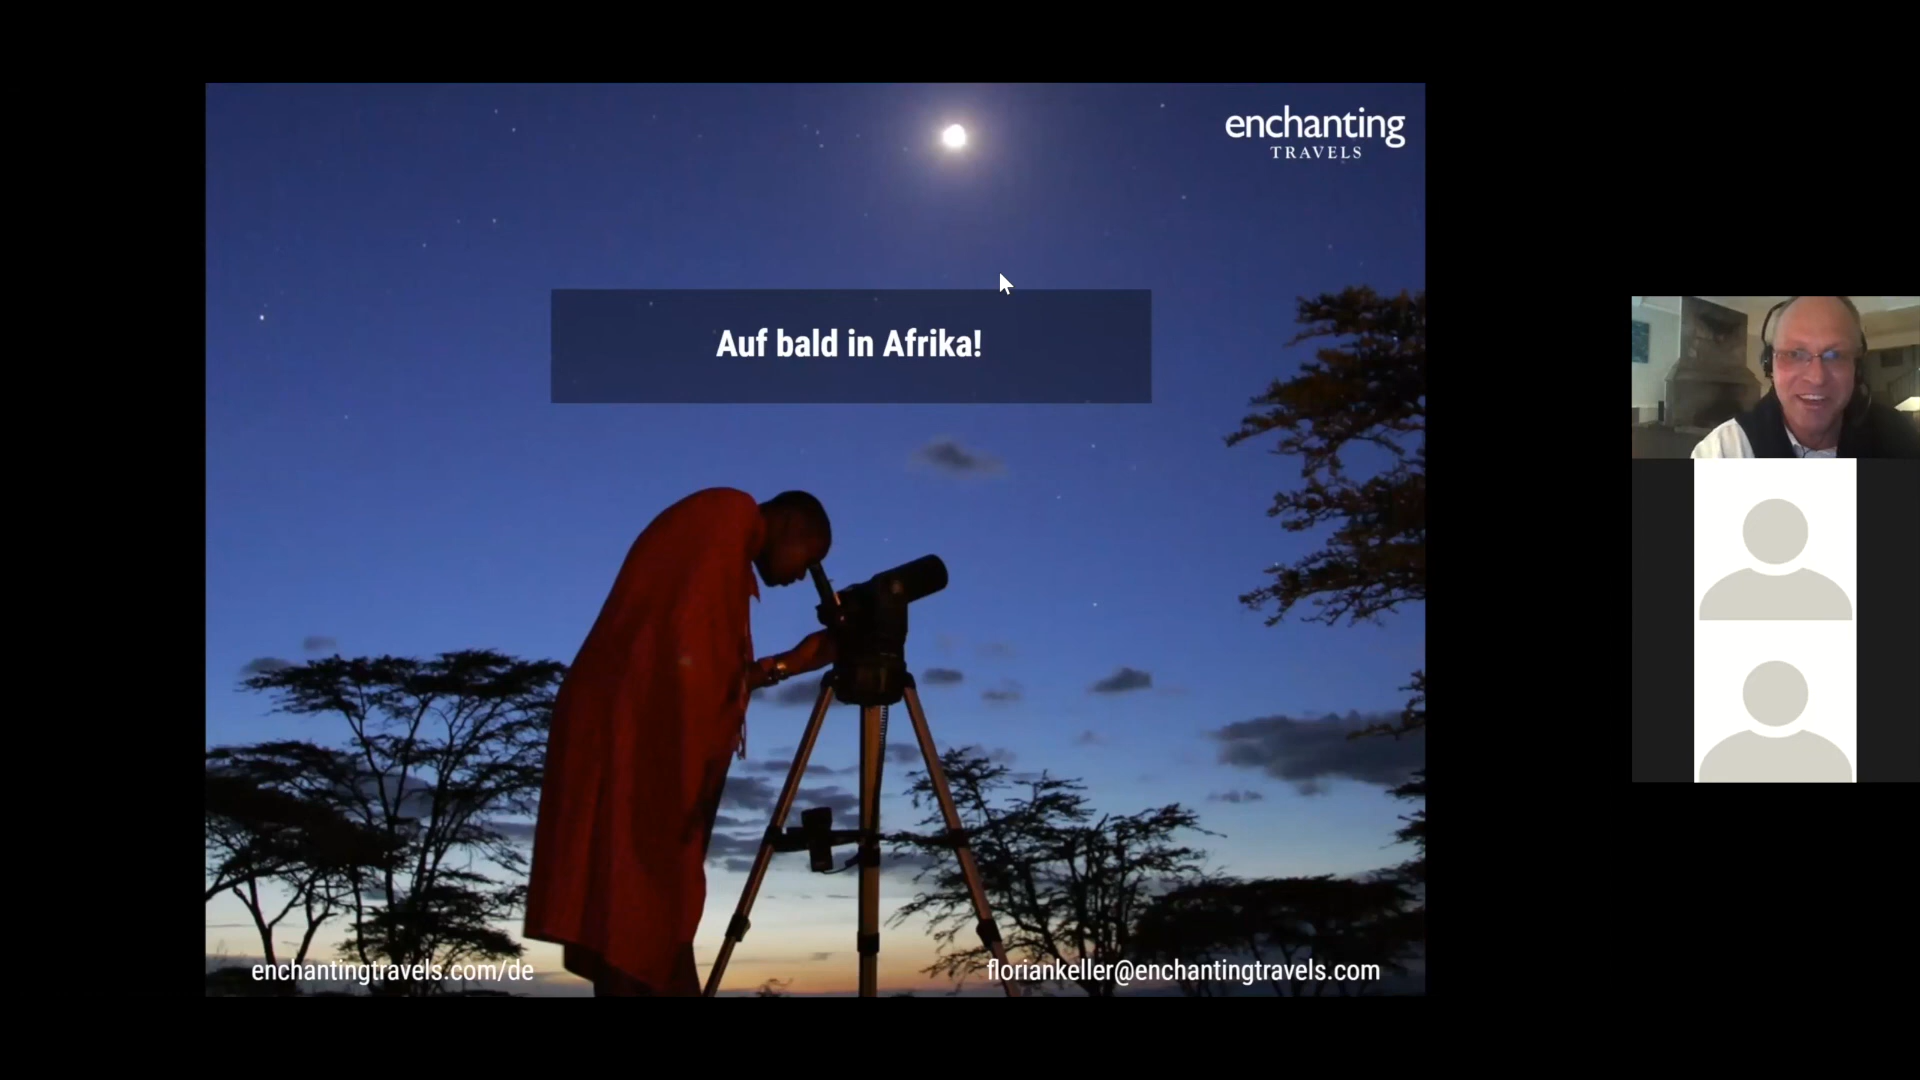 enchanting
TRAVELS
Auf bald in Afrika!
enchantingtravels.com/de
floriankeller@enchantingtravels.com